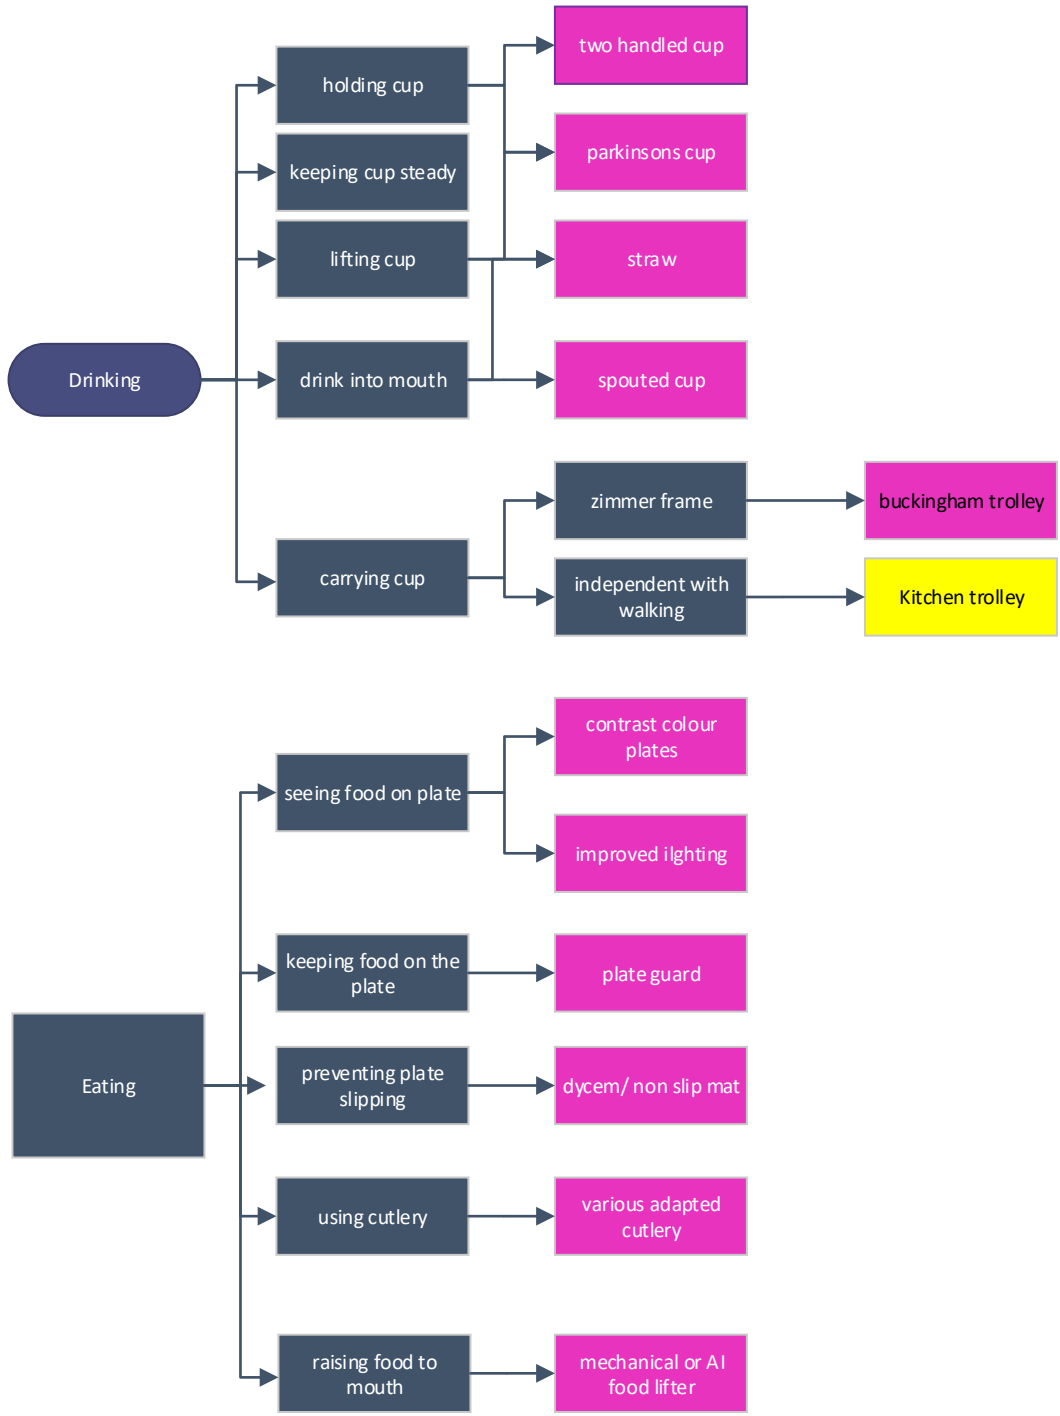 two handled cup
holding cup
parkinsons cup
keeping cup steady
lifting cup
straw
Drinking
drink into mouth
spouted cup
zimmer frame
buckingham trolley
carrying cup
independent with
walking
Kitchen trolley
contrast colour
plates
seeing food on plate
improved ilghting
keeping food on the
plate
plate guard
Eating
preventing plate
slipping
dycem/ non slip mat
using cutlery
various adapted
cutlery
raising food to
mouth
mechanical or AI
food lifter